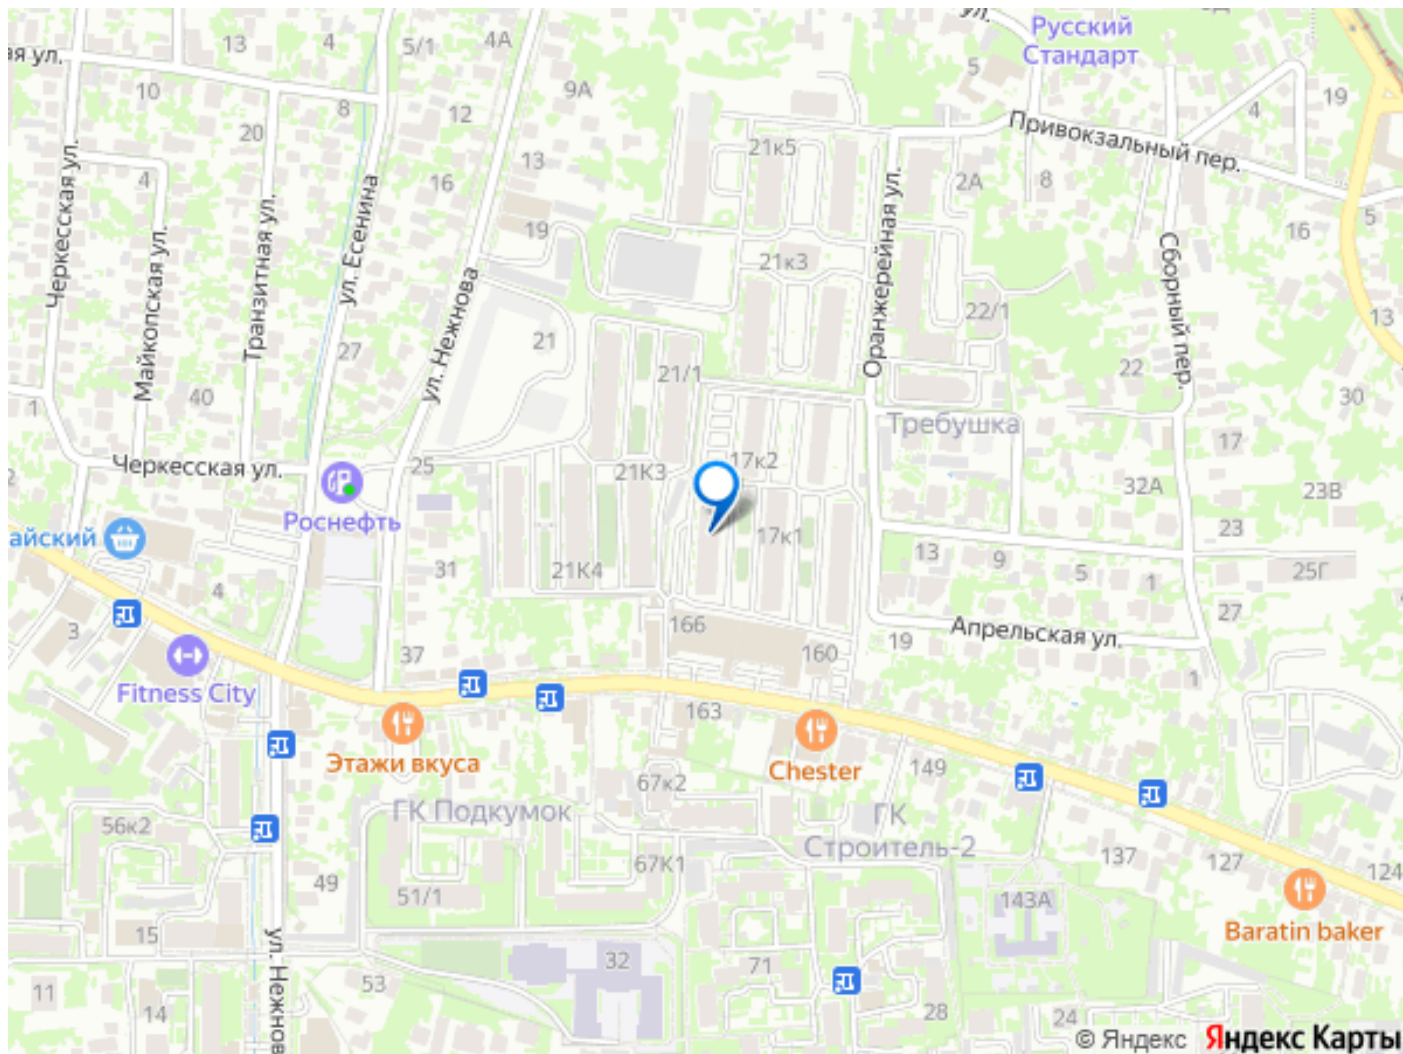 ул.
Русский
Стандарт
13
4
5/1
4А
ая ул.
5
10
8
12
9А
4
19
20
Привокзальный пер.
21к5
13
4
16
2А
8
Черкесская ул.
Майкопская ул.
Транзитная ул.
ул. Есенина
ул. Нежнова
Оранжерейная ул.
Сборный пер.
5
16
19
21к3
22/1
13
27
21
21/1
22
40
30
1
Требушка
17
Черкесская ул.
25
21К3
17к2
32А
23В
Роснефть
айский
17к1
23
13
9
5
1
31
21К4
25Г
4
27
3
166
Апрельская ул.
19
160
37
1
Fitness City
163
Этажи вкуса
Chester
149
67к2
ГК Подкумок
ГК
Строитель-2
56к2
137
127
124
67К1
49
51/1
143А
15
Baratin baker
ул. Нежнов
32
71
53
11
14
28
24
© Яндекс
Яндекс Карты